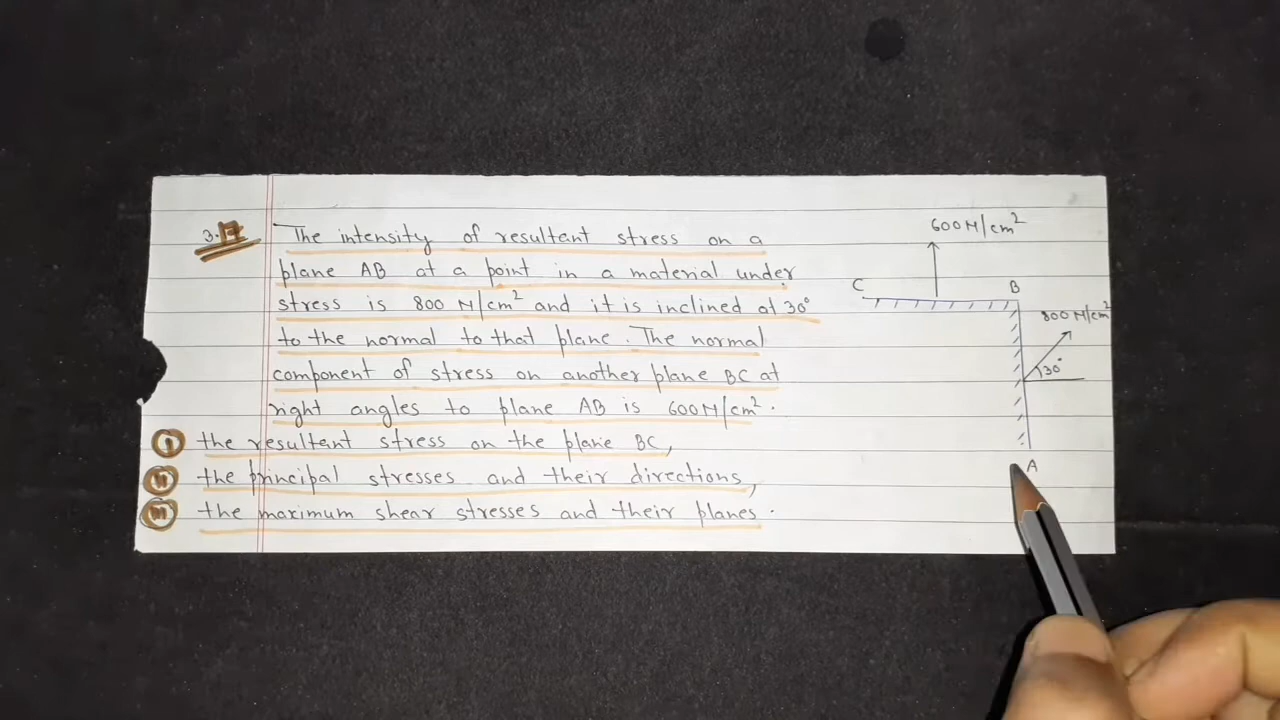 3.17 The intensity of resultant stress on a
plane AB at a point in a material under
stress is 800 N/cm² and it is inclined at 30°
to the normal to that plane. The normal
component of stress on another plane BC at
right angles to plane AB is 600 N/cm².
(i) the resultant stress on the plane BC,
(ii) the principal stresses and their directions,
(iii) the maximum shear stresses and their planes.
600 N/cm²
C B
800 N/cm²
30°
A